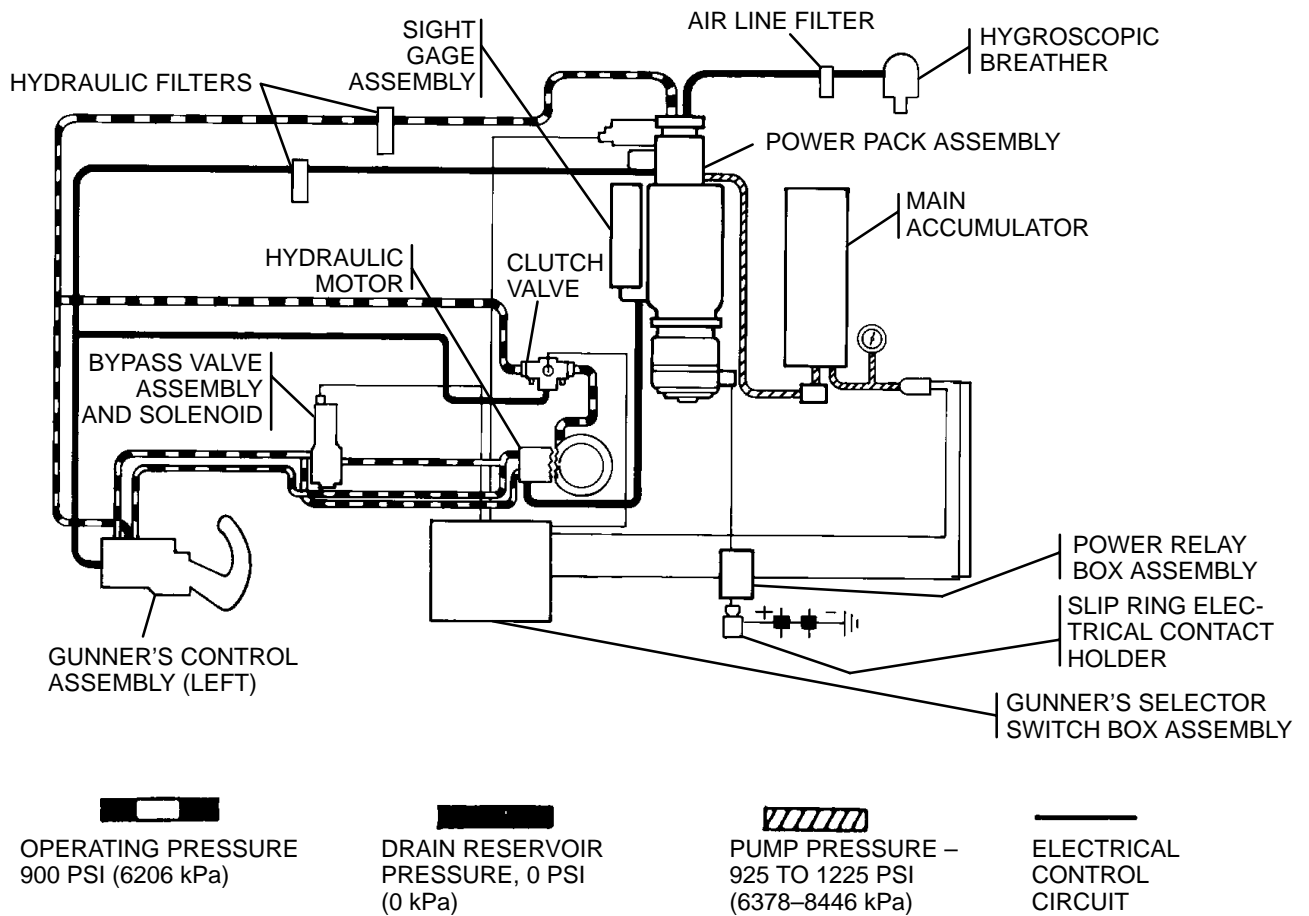 SIGHT
GAGE
ASSEMBLY
AIR LINE FILTER
HYGROSCOPIC
BREATHER
HYDRAULIC FILTERS
POWER PACK ASSEMBLY
MAIN
ACCUMULATOR
HYDRAULIC
MOTOR
CLUTCH
VALVE
BYPASS VALVE
ASSEMBLY
AND SOLENOID
POWER RELAY
BOX ASSEMBLY
+ –
SLIP RING ELEC-
TRICAL CONTACT
HOLDER
GUNNER'S CONTROL
ASSEMBLY (LEFT)
GUNNER'S SELECTOR
SWITCH BOX ASSEMBLY
OPERATING PRESSURE
900 PSI (6206 kPa)
DRAIN RESERVOIR
PRESSURE, 0 PSI
(0 kPa)
PUMP PRESSURE –
925 TO 1225 PSI
(6378–8446 kPa)
ELECTRICAL
CONTROL
CIRCUIT